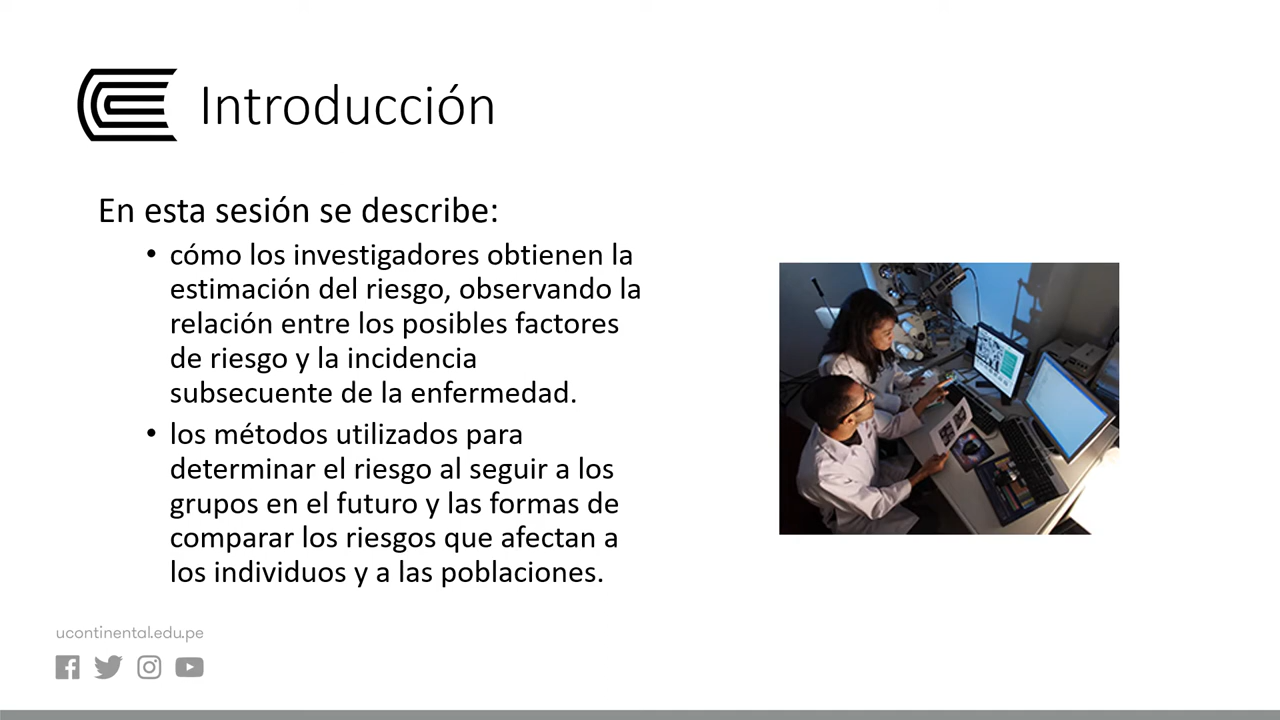 Introducción
En esta sesión se describe:
• cómo los investigadores obtienen la
estimación del riesgo, observando la
relación entre los posibles factores
de riesgo y la incidencia
subsecuente de la enfermedad.
• los métodos utilizados para
determinar el riesgo al seguir a los
grupos en el futuro y las formas de
comparar los riesgos que afectan a
los individuos y a las poblaciones.
ucontinental.edu.pe